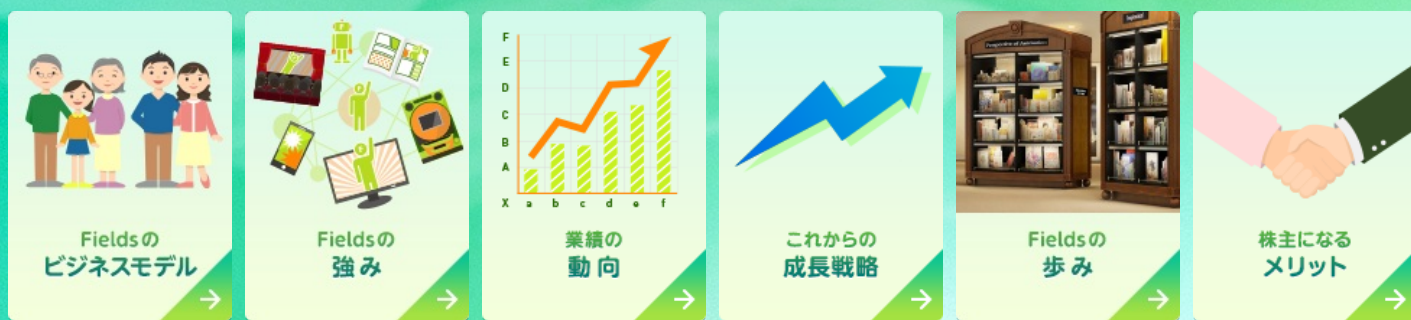 Fieldsの
ビジネスモデル
Fieldsの
強み
F
E
D
C
B
A
X a b c d e f
業績の
動向
これからの
成長戦略
Fieldsの
歩み
株主になる
メリット